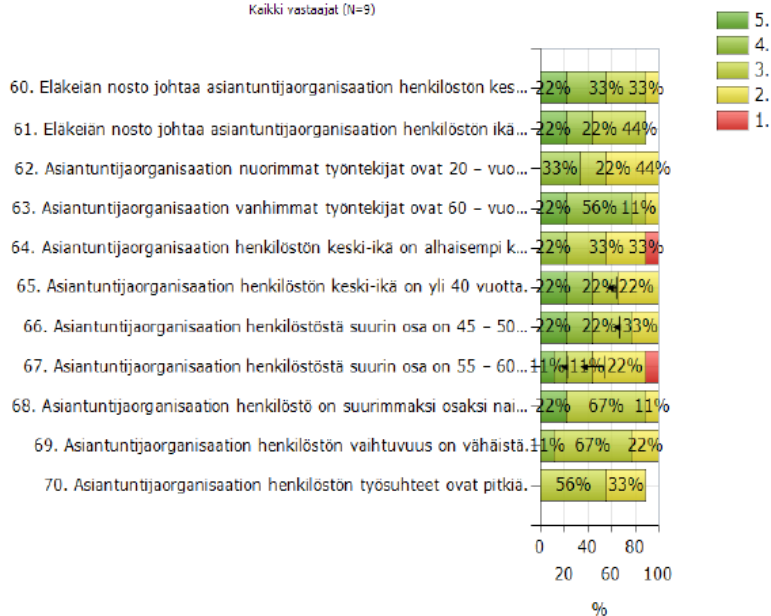 Kaikki vastaajat (N=9)
5.
4.
3.
2.
1.
60. Eläkeiän nosto johtaa asiantuntijaorganisaation henkilöstön kes... 22% 33% 33%
61. Eläkeiän nosto johtaa asiantuntijaorganisaation henkilöstön ikä... 22% 22% 44%
62. Asiantuntijaorganisaation nuorimmat työntekijät ovat 20 – vuo... 33% 22% 44%
63. Asiantuntijaorganisaation vanhimmat työntekijät ovat 60 – vuo... 22% 56% 11%
64. Asiantuntijaorganisaation henkilöstön keski-ikä on alhaisempi k... 22% 33% 33%
65. Asiantuntijaorganisaation henkilöstön keski-ikä on yli 40 vuotta. 22% 22% 22%
66. Asiantuntijaorganisaation henkilöstöstä suurin osa on 45 – 50... 22% 22% 33%
67. Asiantuntijaorganisaation henkilöstöstä suurin osa on 55 – 60... 11% 11% 22%
68. Asiantuntijaorganisaation henkilöstö on suurimmaksi osaksi nai... 22% 67% 11%
69. Asiantuntijaorganisaation henkilöstön vaihtuvuus on vähäistä. 11% 67% 22%
70. Asiantuntijaorganisaation henkilöstön työsuhteet ovat pitkiä. 56% 33%
0 40 80
20 60 100
%